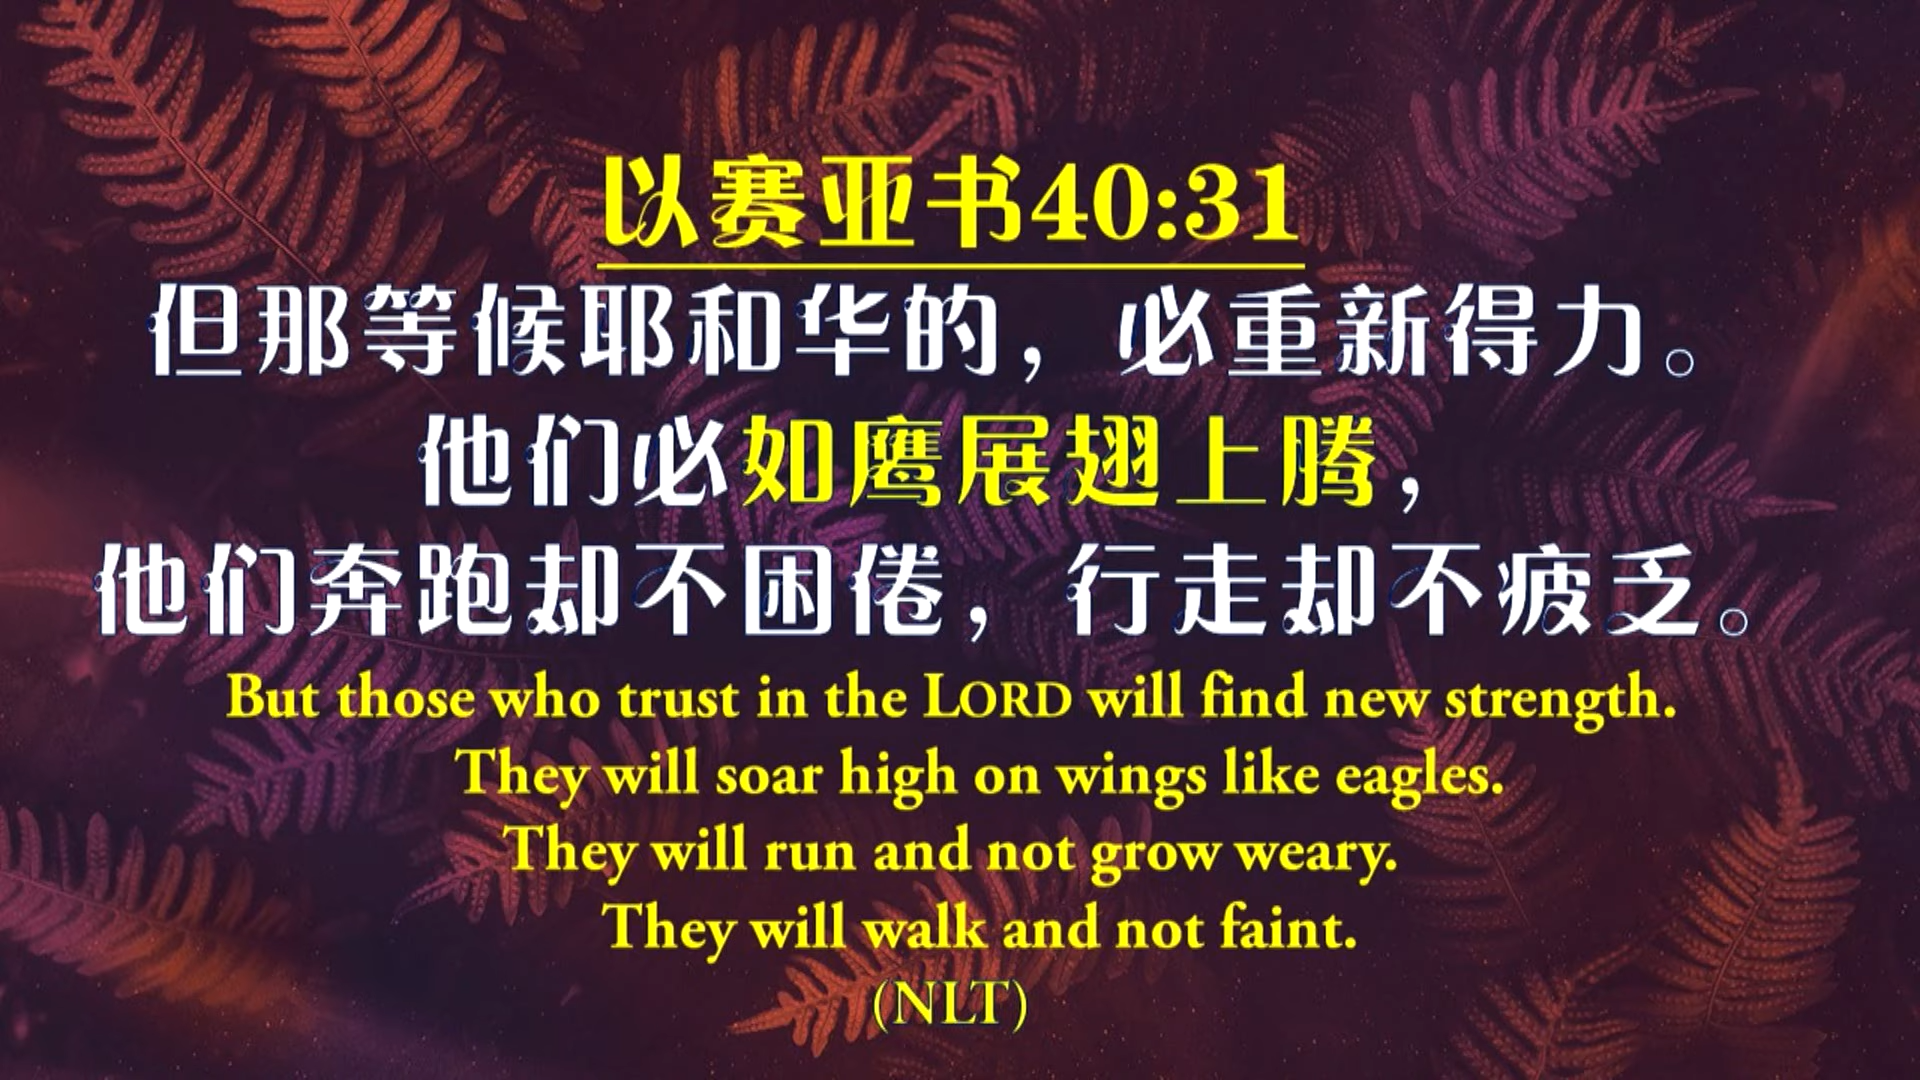 以赛亚书40:31
但那等候耶和华的，必重新得力。
他们必如鹰展翅上腾，
他们奔跑却不困倦，行走却不疲乏。
But those who trust in the LORD will find new strength.
They will soar high on wings like eagles.
They will run and not grow weary.
They will walk and not faint.
(NLT)